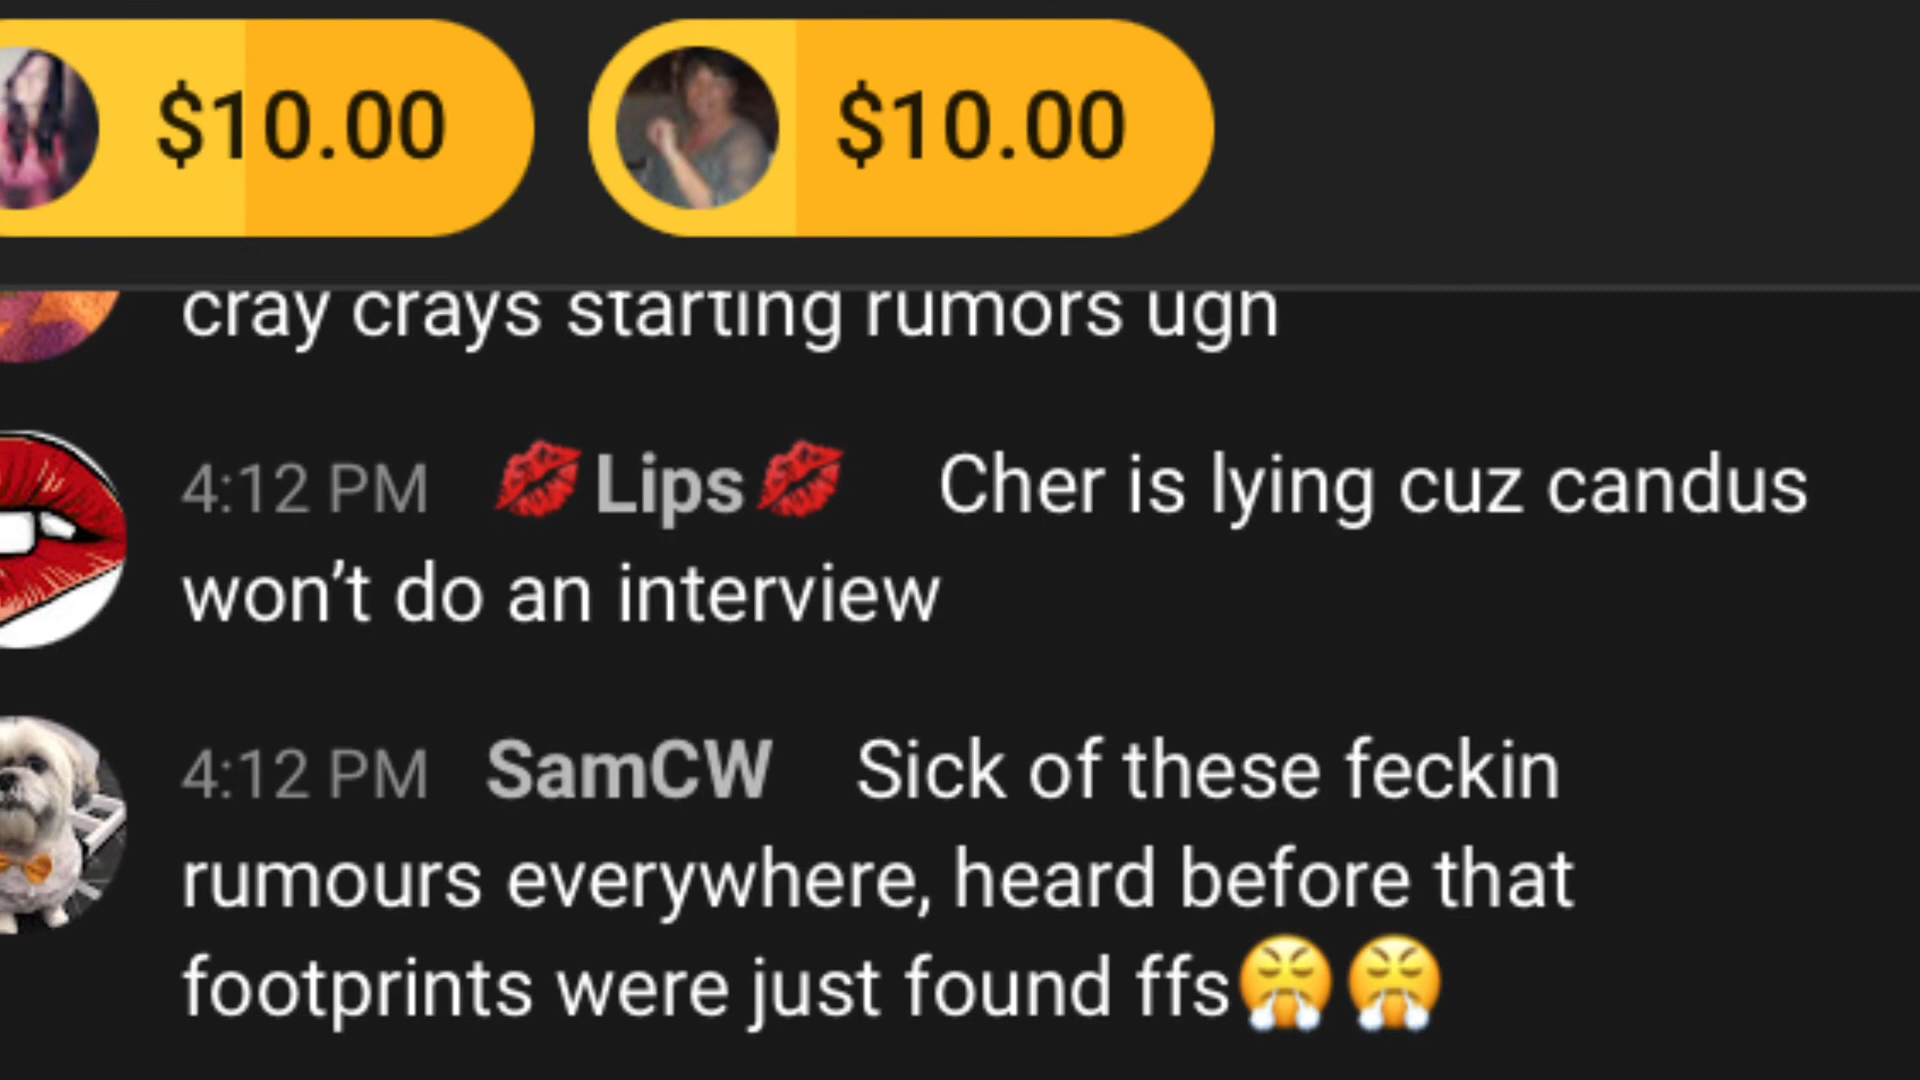 $10.00 $10.00
cray crays starting rumors ugh
4:12 PM 💋Lips💋 Cher is lying cuz candus
won't do an interview
4:12 PM SamCW Sick of these feckin
rumours everywhere, heard before that
footprints were just found ffs😤😤